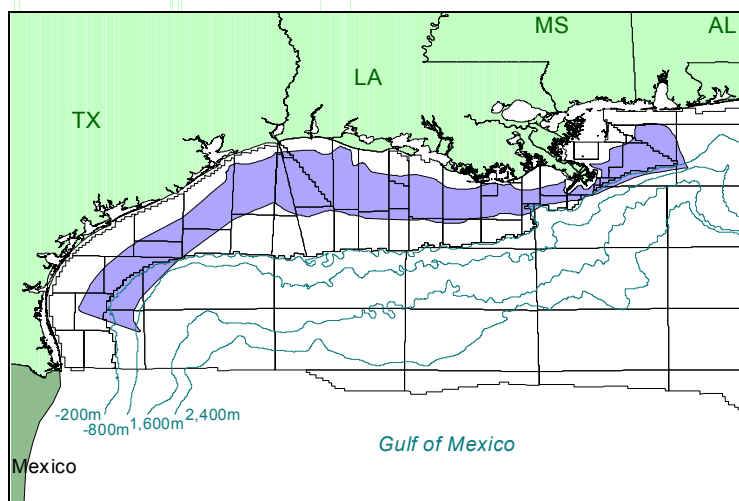 MS
AL
LA
TX
-200m
-800m
1,600m
2,400m
Gulf of Mexico
Mexico